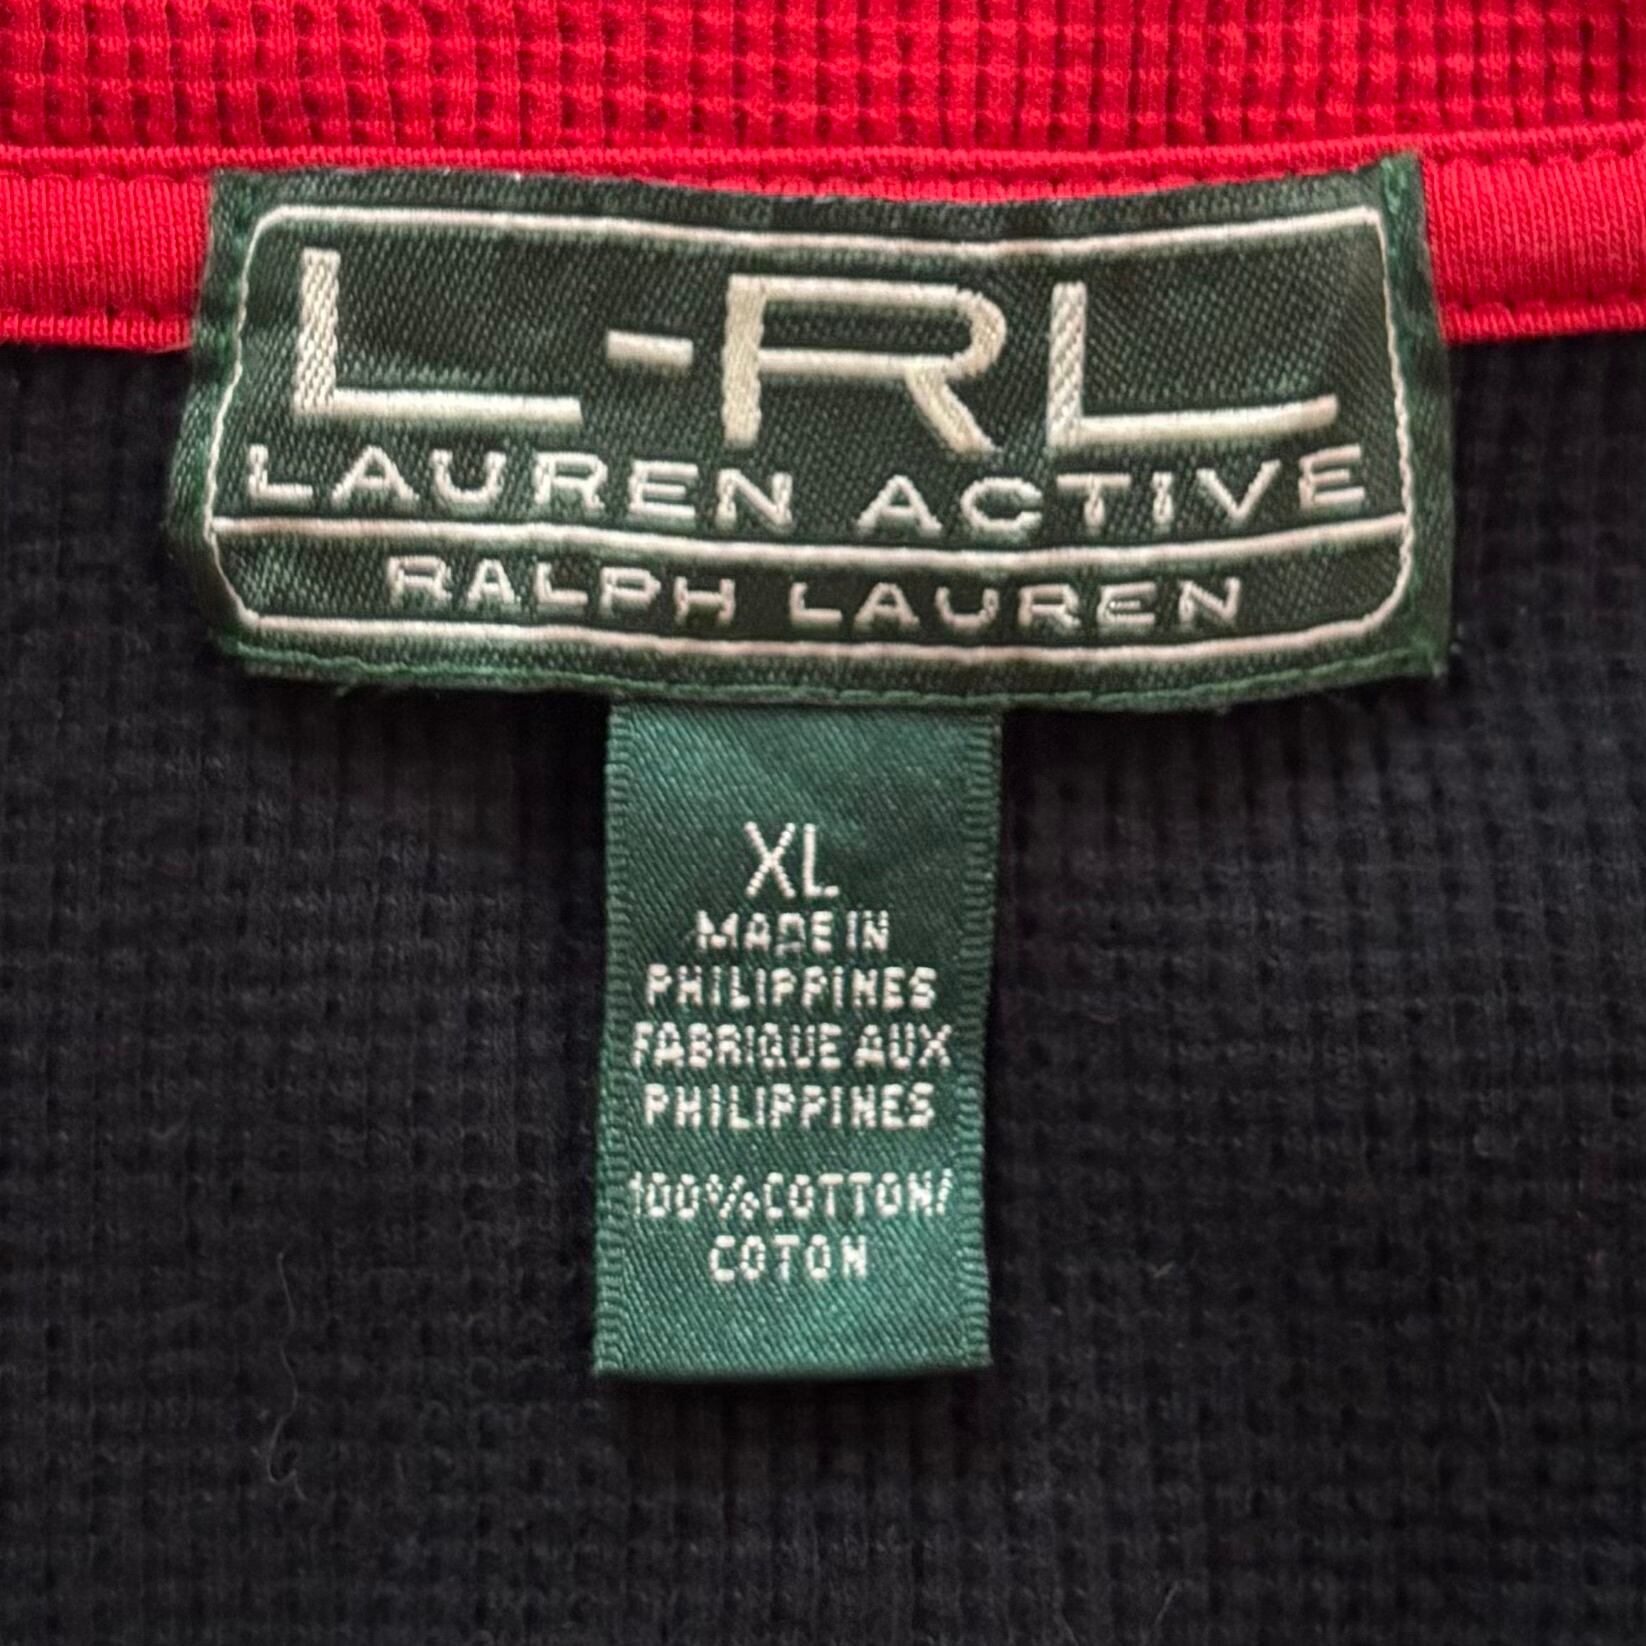 L-RL
LAUREN ACTIVE
RALPH LAUREN
XL
MADE IN
PHILIPPINES
FABRIQUE AUX
PHILIPPINES
100% COTTON/
COTON